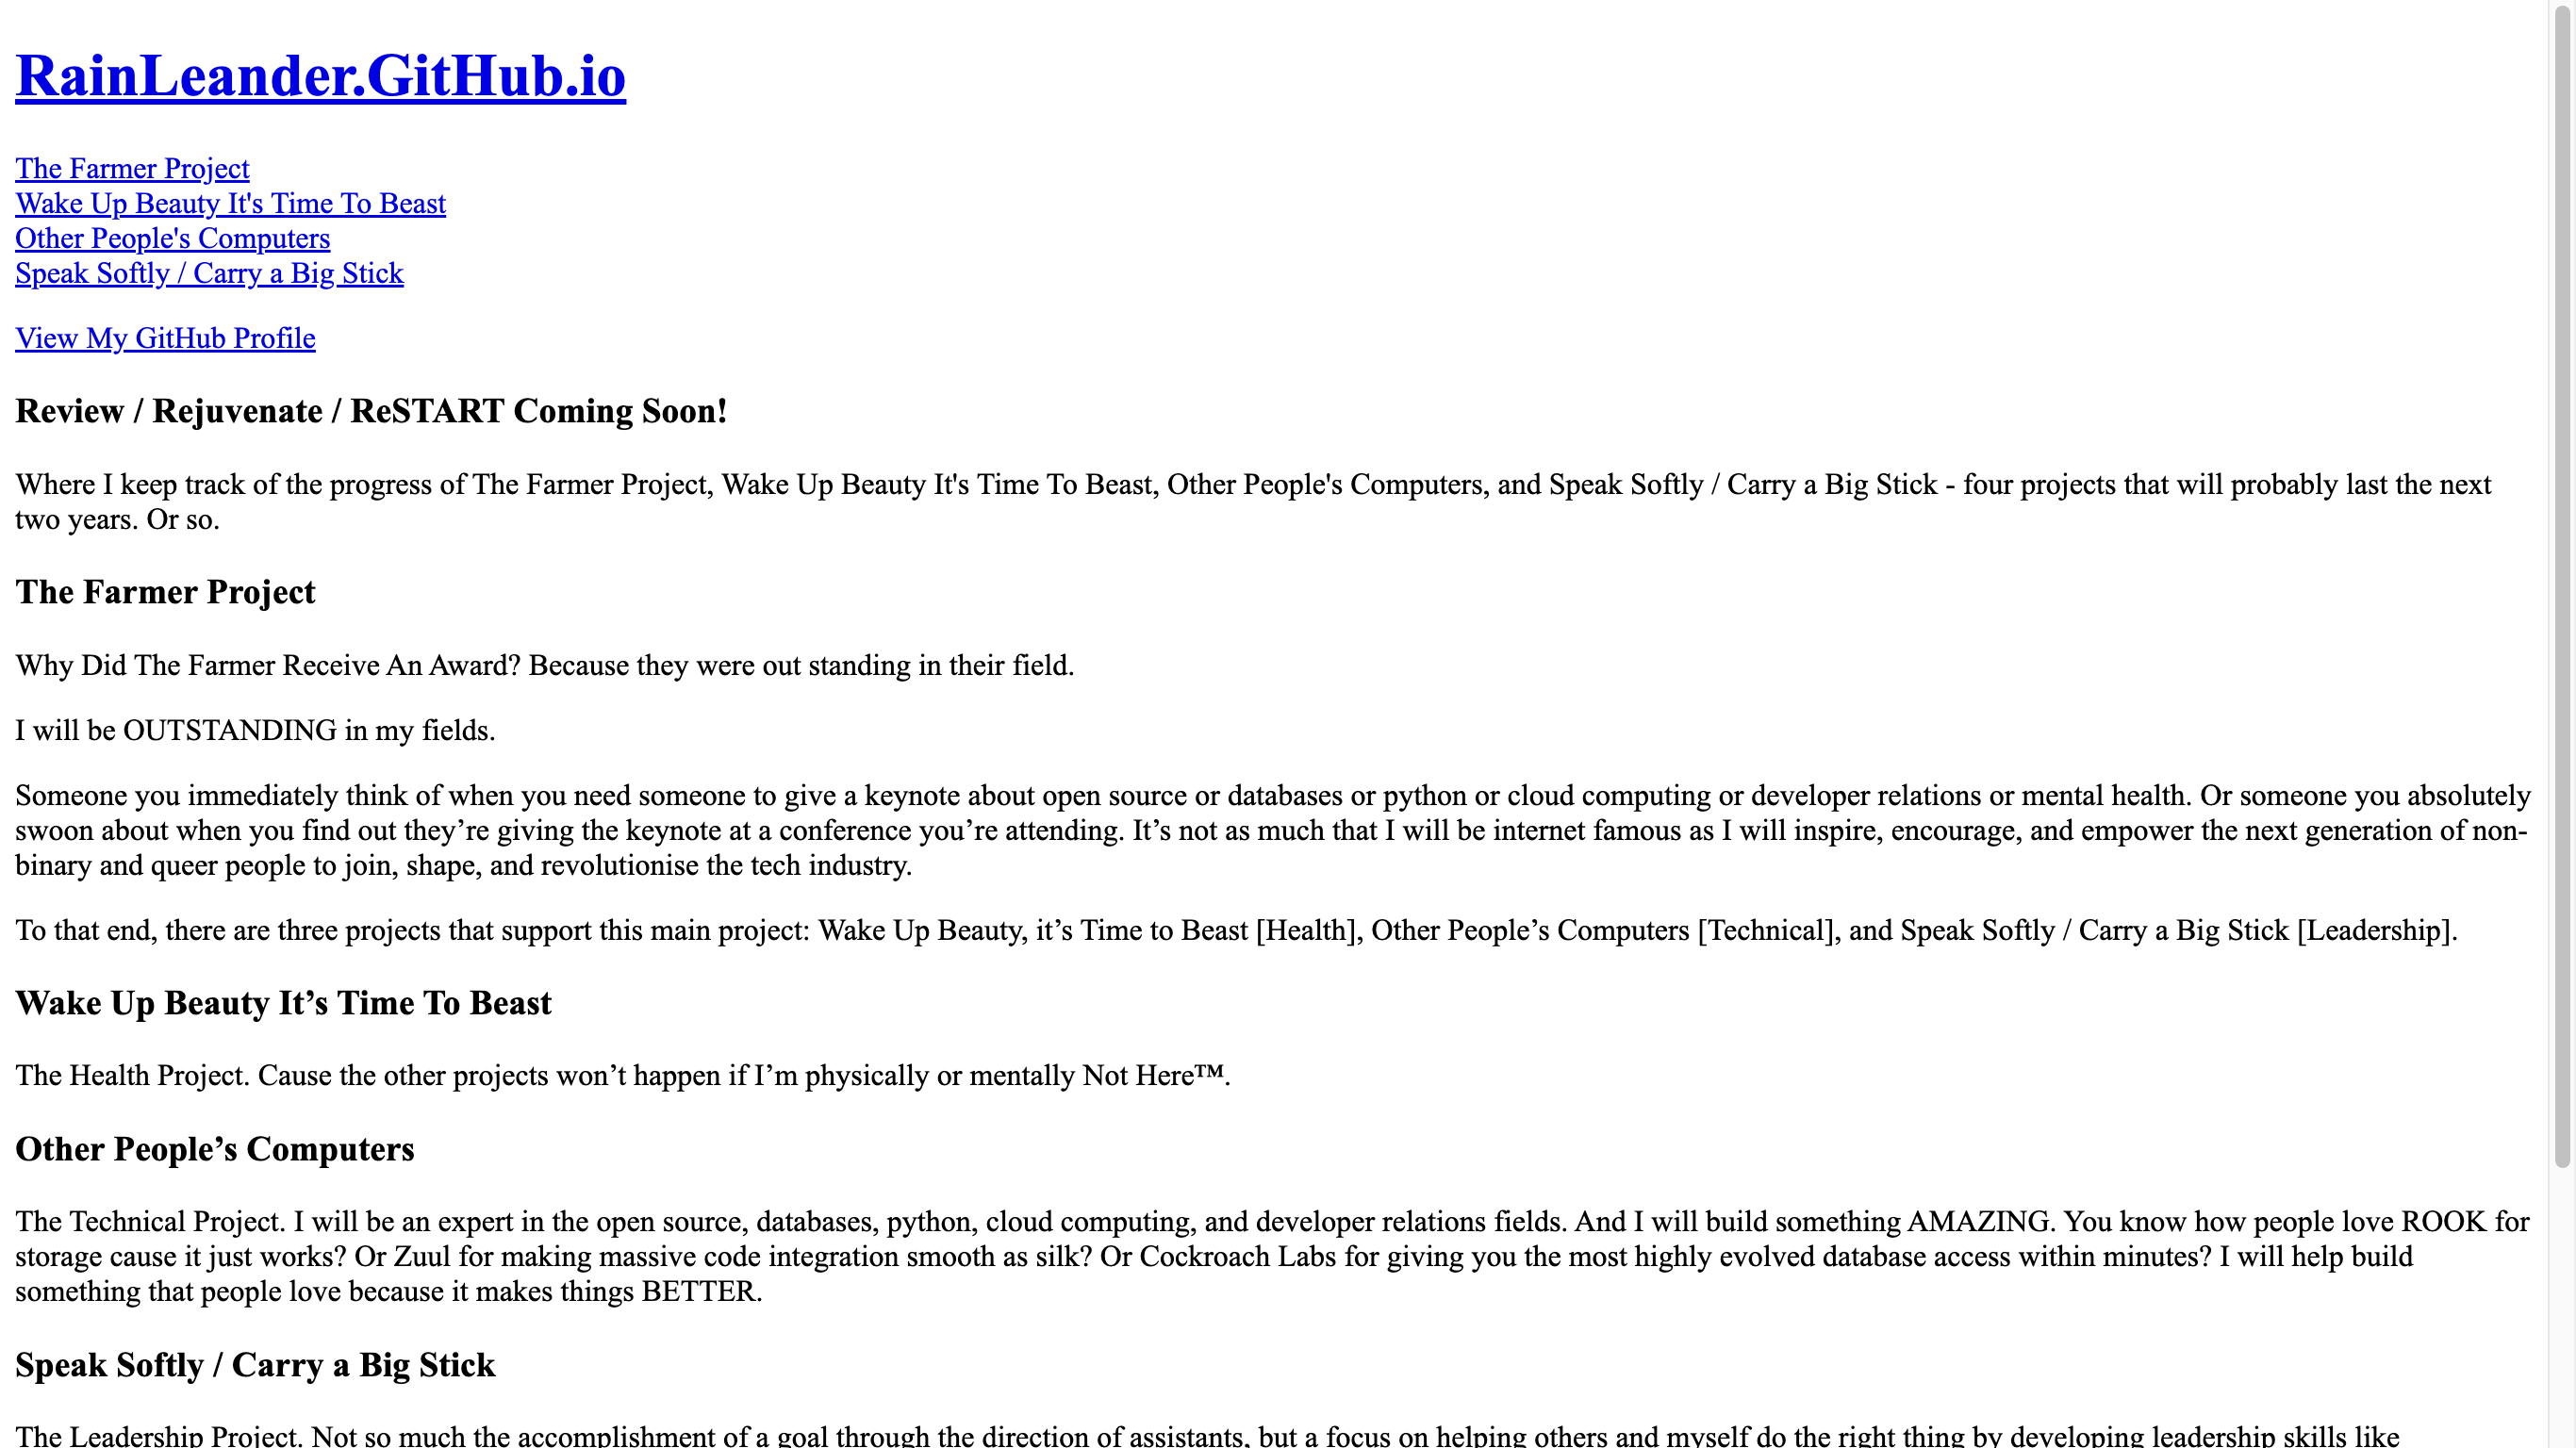 RainLeander.GitHub.io
The Farmer Project
Wake Up Beauty It's Time To Beast
Other People's Computers
Speak Softly / Carry a Big Stick
View My GitHub Profile
Review / Rejuvenate / ReSTART Coming Soon!
Where I keep track of the progress of The Farmer Project, Wake Up Beauty It's Time To Beast, Other People's Computers, and Speak Softly / Carry a Big Stick - four projects that will probably last the next
two years. Or so.
The Farmer Project
Why Did The Farmer Receive An Award? Because they were out standing in their field.
I will be OUTSTANDING in my fields.
Someone you immediately think of when you need someone to give a keynote about open source or databases or python or cloud computing or developer relations or mental health. Or someone you absolutely
swoon about when you find out they’re giving the keynote at a conference you’re attending. It’s not as much that I will be internet famous as I will inspire, encourage, and empower the next generation of non-
binary and queer people to join, shape, and revolutionise the tech industry.
To that end, there are three projects that support this main project: Wake Up Beauty, it’s Time to Beast [Health], Other People’s Computers [Technical], and Speak Softly / Carry a Big Stick [Leadership].
Wake Up Beauty It’s Time To Beast
The Health Project. Cause the other projects won’t happen if I’m physically or mentally Not Here™.
Other People’s Computers
The Technical Project. I will be an expert in the open source, databases, python, cloud computing, and developer relations fields. And I will build something AMAZING. You know how people love ROOK for
storage cause it just works? Or Zuul for making massive code integration smooth as silk? Or Cockroach Labs for giving you the most highly evolved database access within minutes? I will help build
something that people love because it makes things BETTER.
Speak Softly / Carry a Big Stick
The Leadership Project. Not so much the accomplishment of a goal through the direction of assistants, but a focus on helping others and myself do the right thing by developing leadership skills like